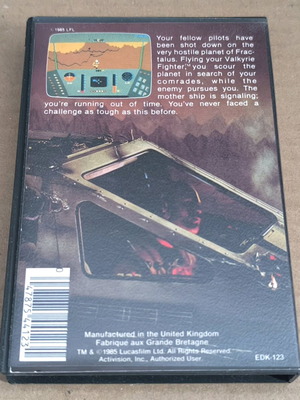 © 1985 LFL
Your fellow pilots have
been shot down on the
very hostile planet of Frac-
talus. Flying your Valkyrie
Fighter,™ you scour the
planet in search of your
comrades, while the
enemy pursues you. The
mother ship is signaling;
you're running out of time. You've never faced a
challenge as tough as this before.
0
47875 44123
Manufactured in the United Kingdom
Fabrique aux Grande Bretagne
TM & © 1985 Lucasfilm Ltd. All Rights Reserved.
Activision, Inc., Authorized User.
EDK-123